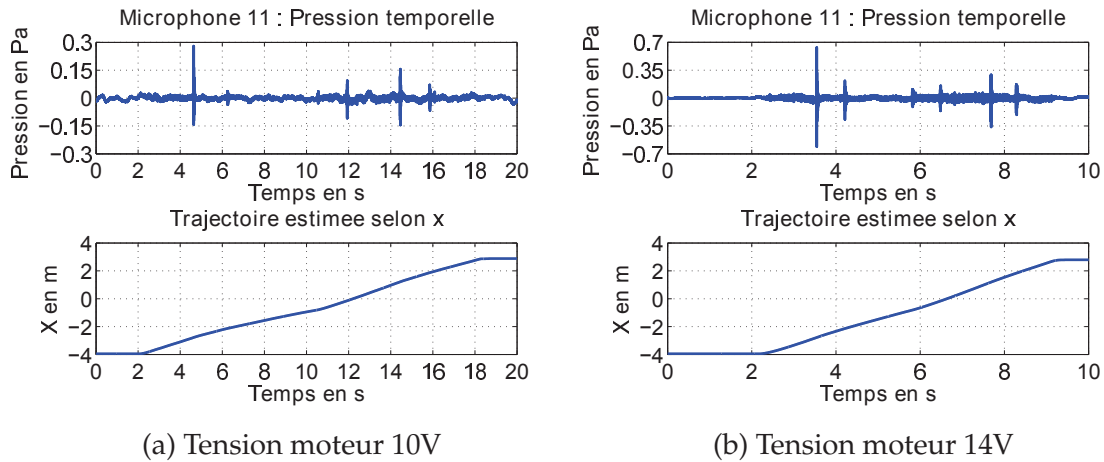 Microphone 11 : Pression temporelle
Pression en Pa
0.3
0.15
0
−0.15
−0.3
0 2 4 6 8 10 12 14 16 18 20
Temps en s
Trajectoire estimee selon x
X en m
4
2
0
−2
−4
0 2 4 6 8 10 12 14 16 18 20
Temps en s
(a) Tension moteur 10V
Microphone 11 : Pression temporelle
Pression en Pa
0.7
0.35
0
−0.35
−0.7
0 2 4 6 8 10
Temps en s
Trajectoire estimee selon x
X en m
4
2
0
−2
−4
0 2 4 6 8 10
Temps en s
(b) Tension moteur 14V